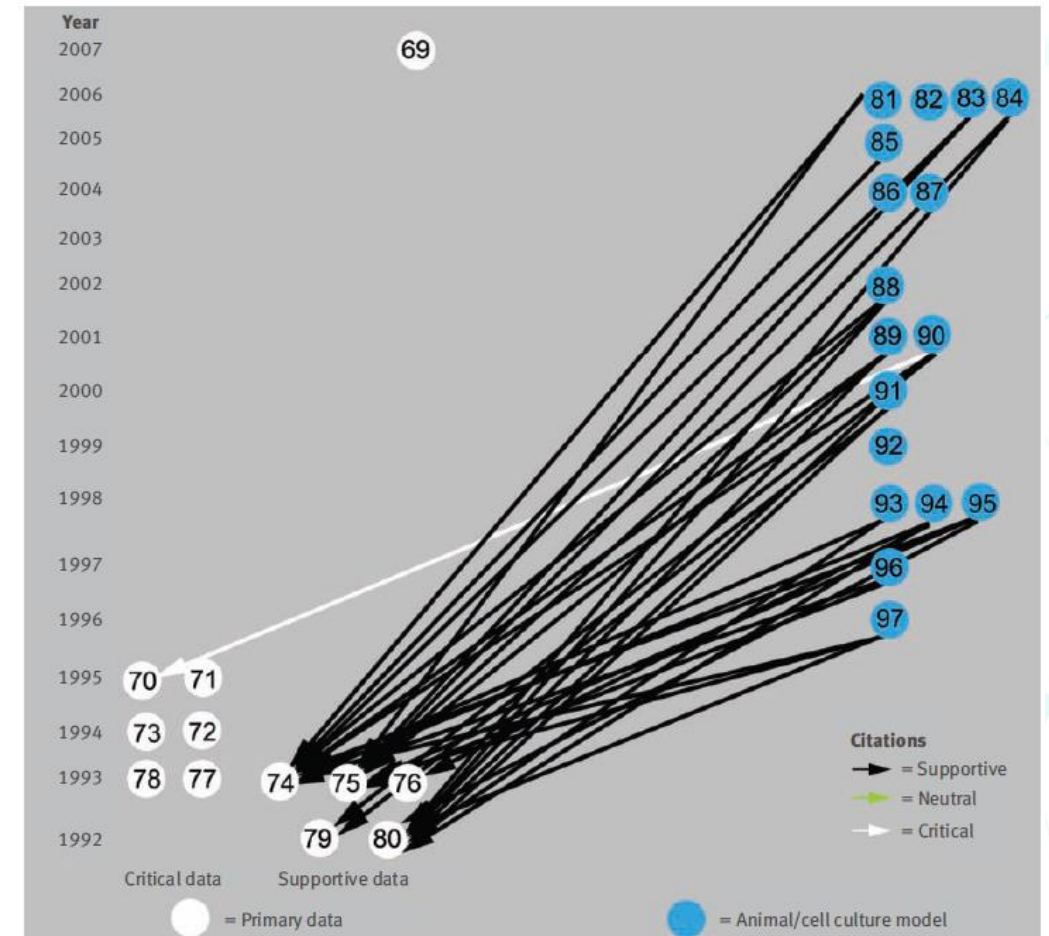 Year
2007 69
2006 81 82 83 84
2005 85
2004 86 87
2003
2002 88
2001 89 90
2000 91
1999 92
1998 93 94 95
1997 96
1996 97
1995 70 71
1994 73 72
1993 78 77 74 75 76
1992 79 80
Citations
= Supportive
= Neutral
= Critical
Critical data Supportive data
= Primary data = Animal/cell culture model